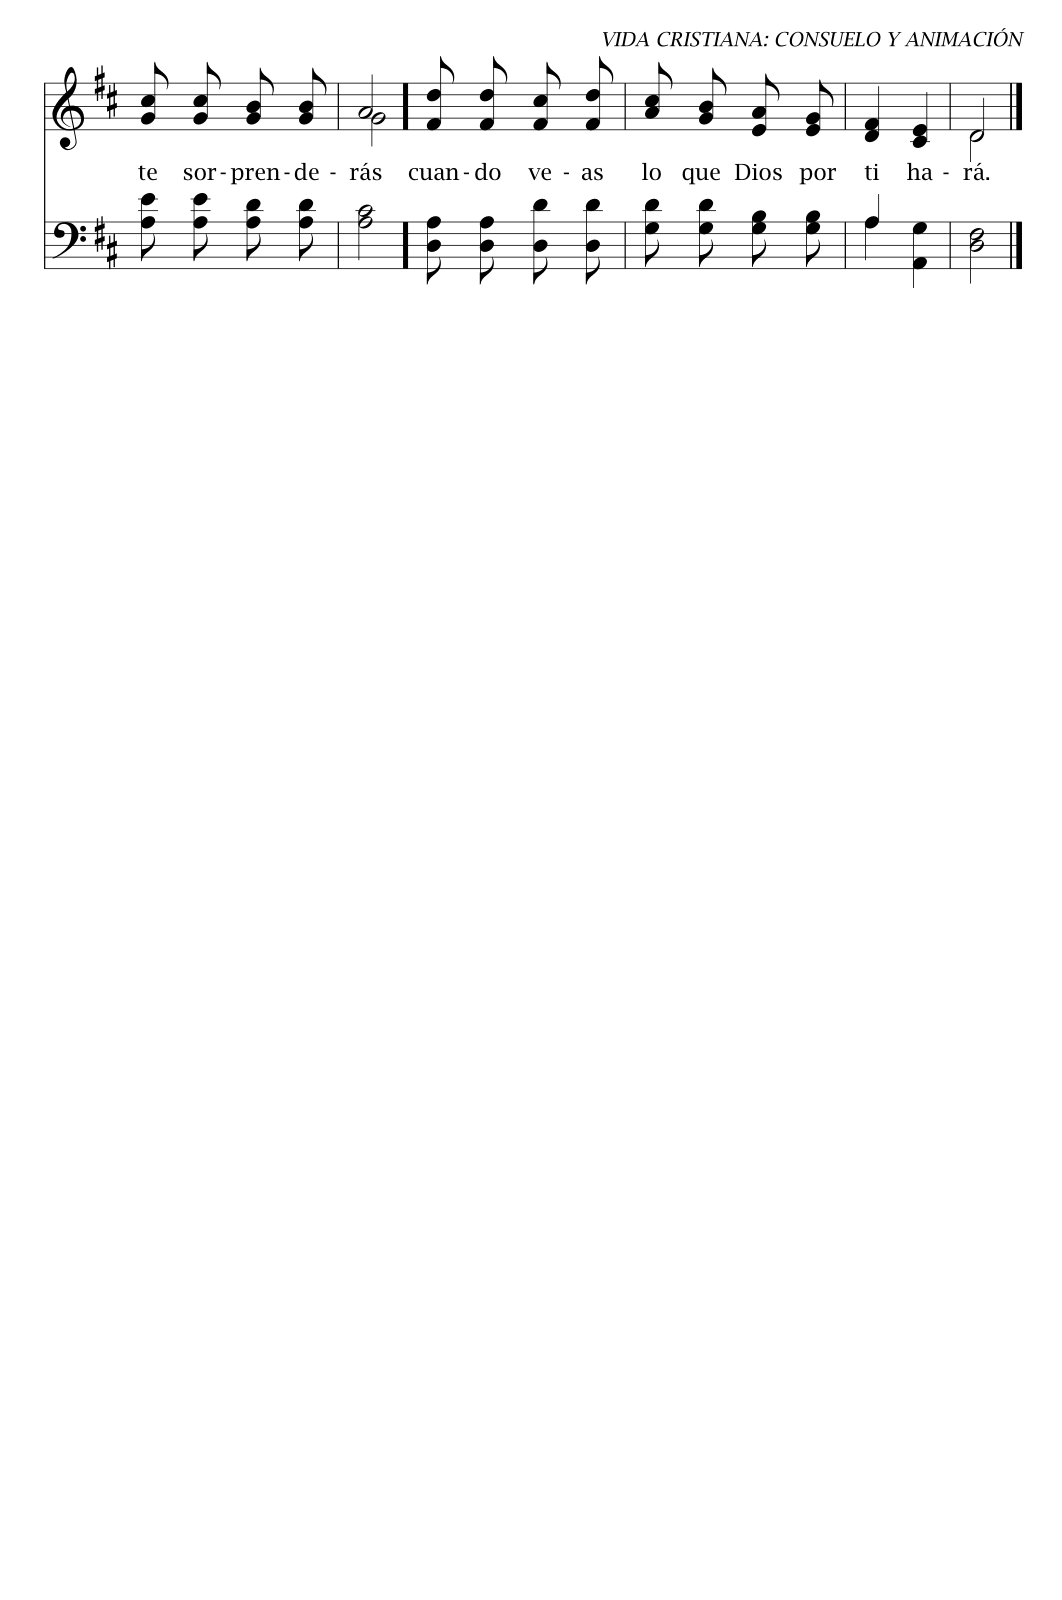 VIDA CRISTIANA: CONSUELO Y ANIMACIÓN
te sor-pren-de - rás cuan-do ve - as lo que Dios por ti ha - rá.